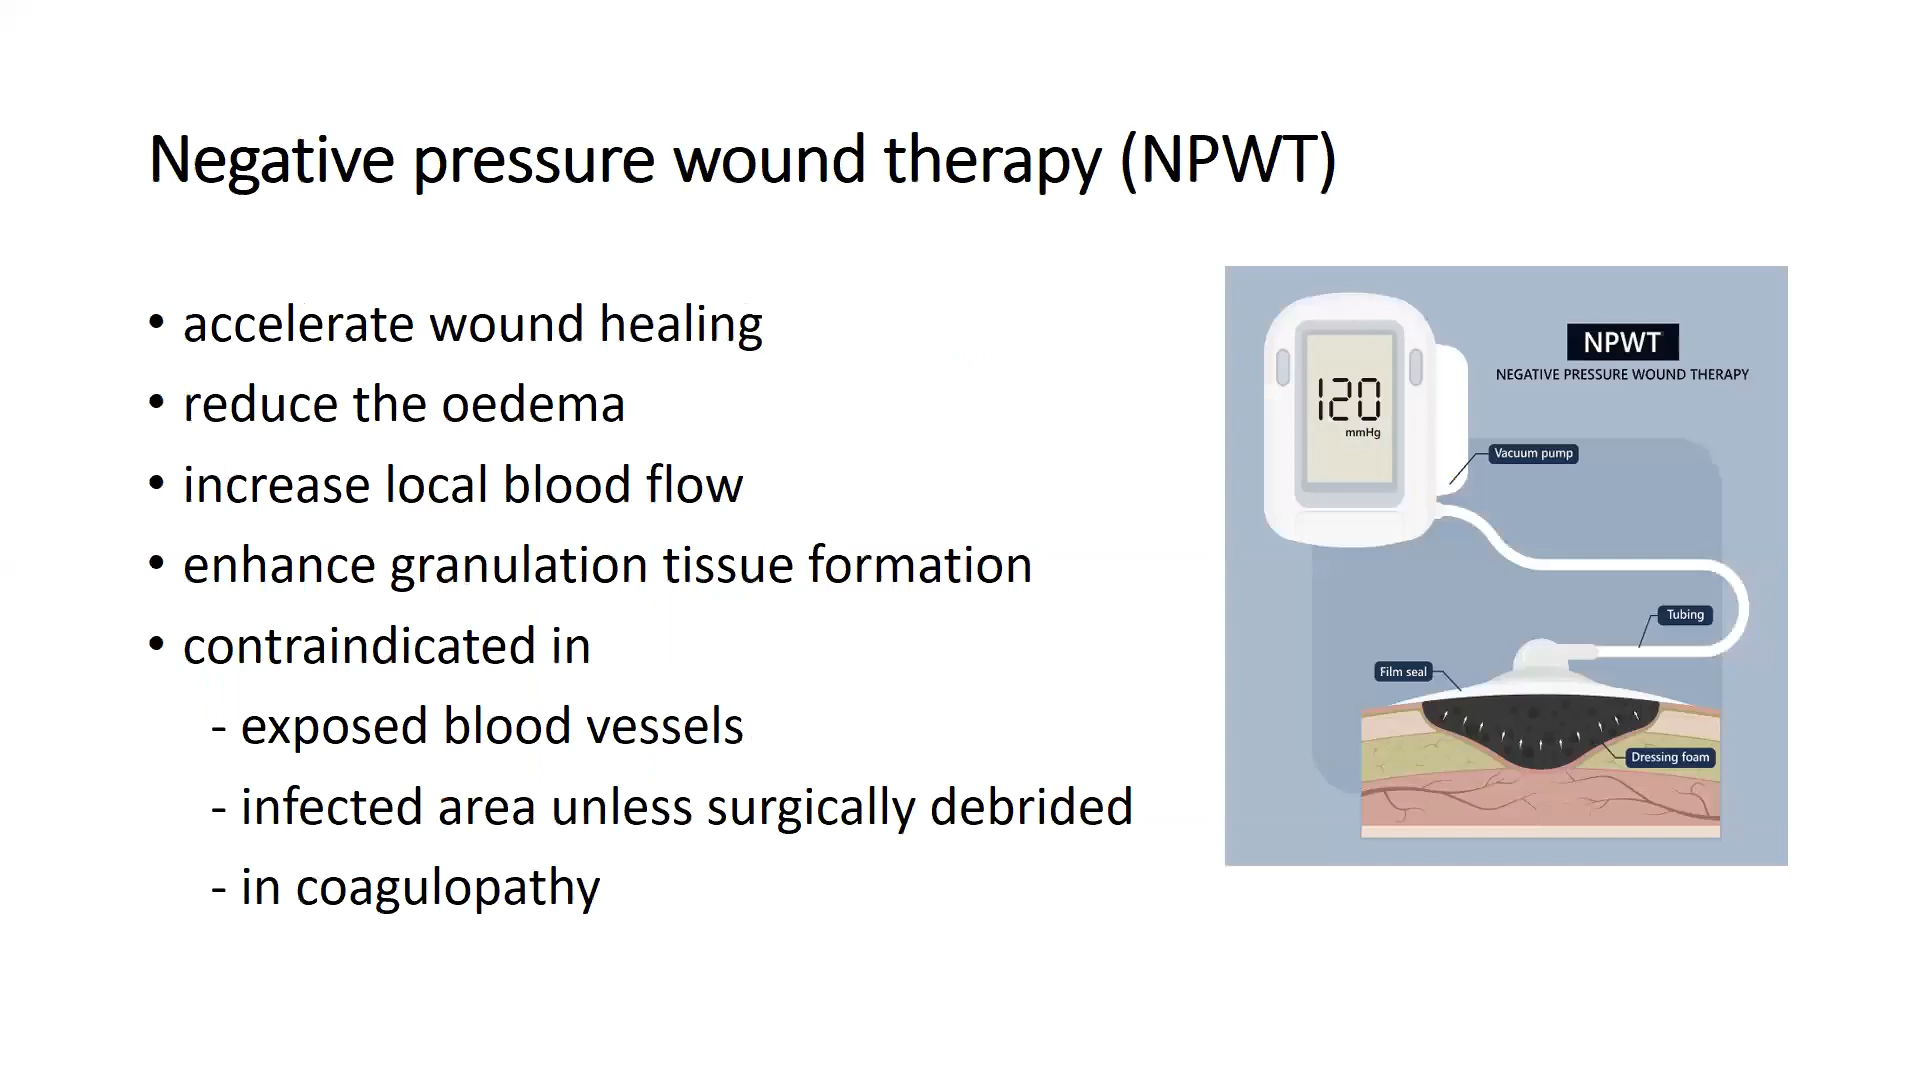 Negative pressure wound therapy (NPWT)
• accelerate wound healing
• reduce the oedema
• increase local blood flow
• enhance granulation tissue formation
• contraindicated in
- exposed blood vessels
- infected area unless surgically debrided
- in coagulopathy
NPWT
NEGATIVE PRESSURE WOUND THERAPY
120
mmHg
Vacuum pump
Tubing
Film seal
Dressing foam